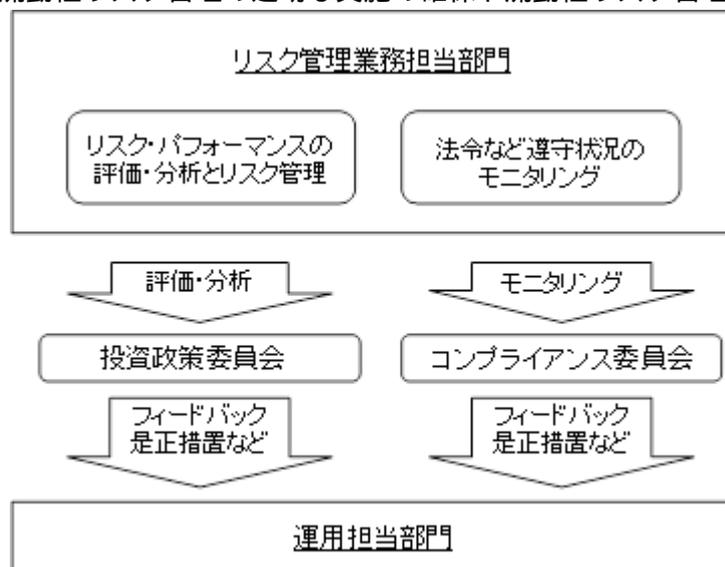 リスク管理業務担当部門
リスク・パフォーマンスの
評価・分析とリスク管理
法令など遵守状況の
モニタリング
評価・分析
モニタリング
投資政策委員会
コンプライアンス委員会
フィードバック
是正措置など
フィードバック
是正措置など
運用担当部門